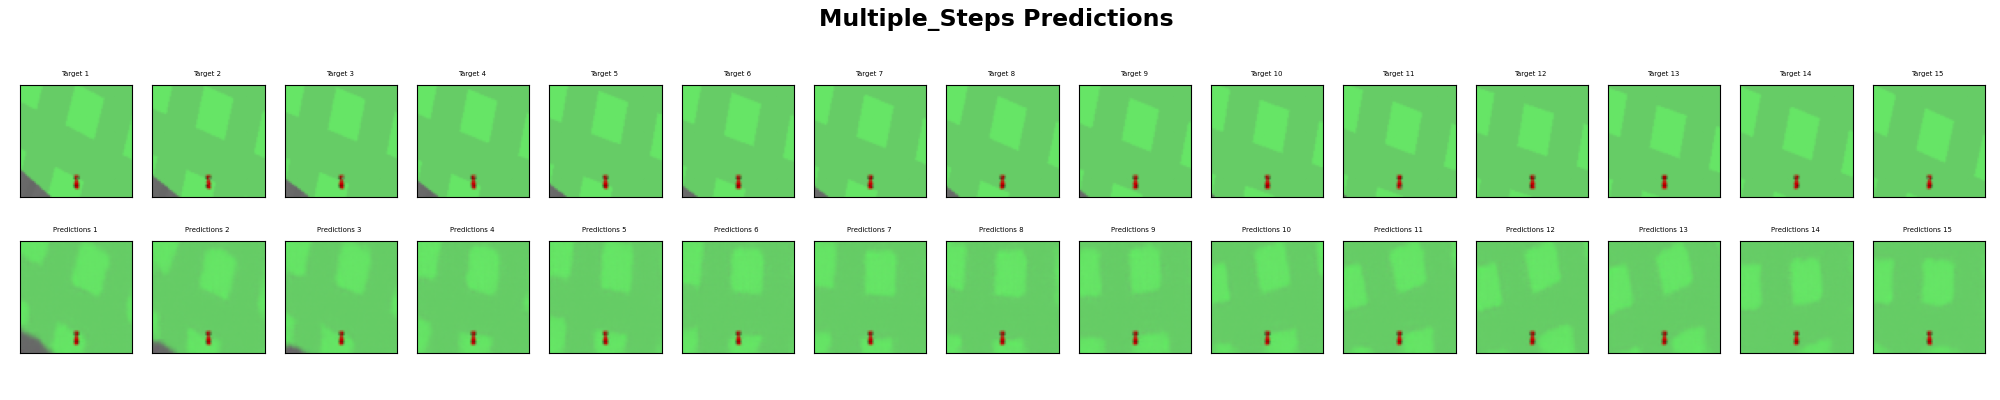 Multiple_Steps Predictions
Target 1 Target 2 Target 3 Target 4 Target 5 Target 6 Target 7 Target 8 Target 9 Target 10 Target 11 Target 12 Target 13 Target 14 Target 15
Predictions 1 Predictions 2 Predictions 3 Predictions 4 Predictions 5 Predictions 6 Predictions 7 Predictions 8 Predictions 9 Predictions 10 Predictions 11 Predictions 12 Predictions 13 Predictions 14 Predictions 15